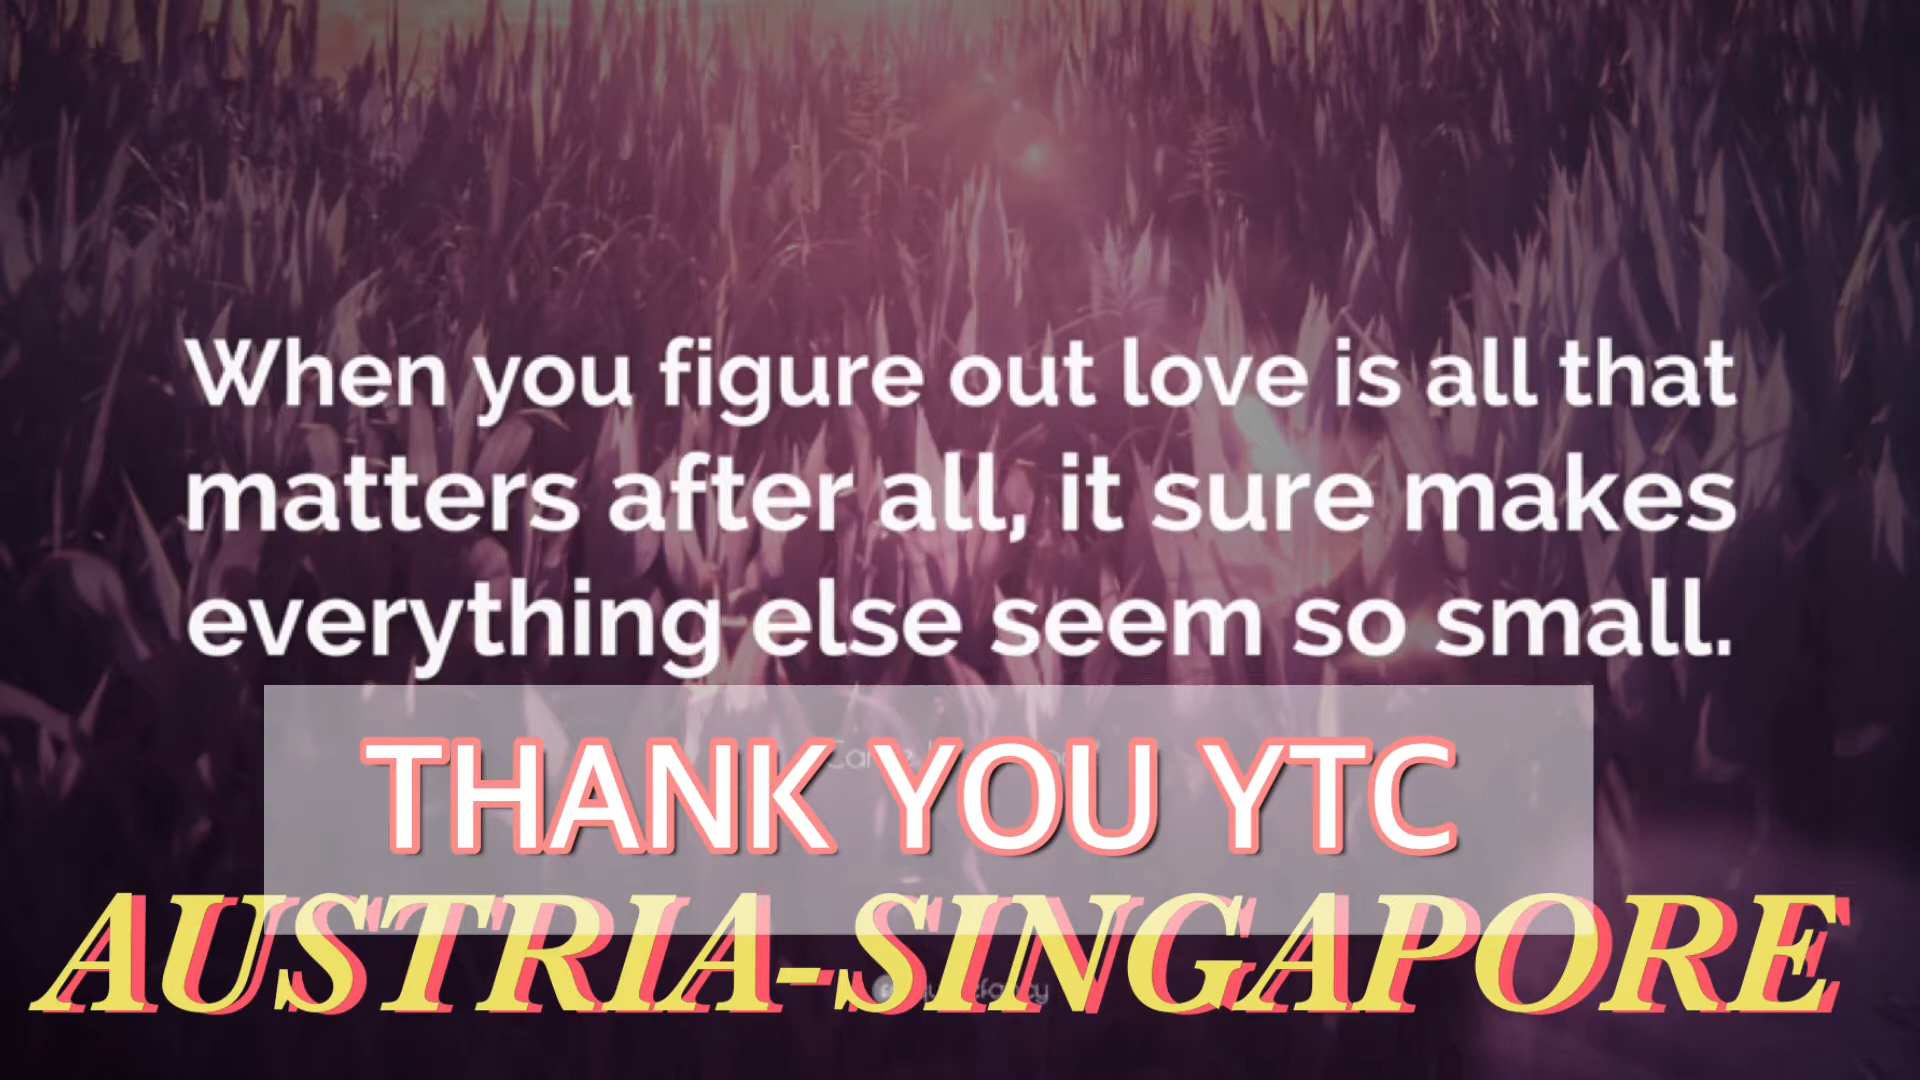 When you figure out love is all that
matters after all, it sure makes
everything else seem so small.
THANK YOU YTC
AUSTRIA-SINGAPORE